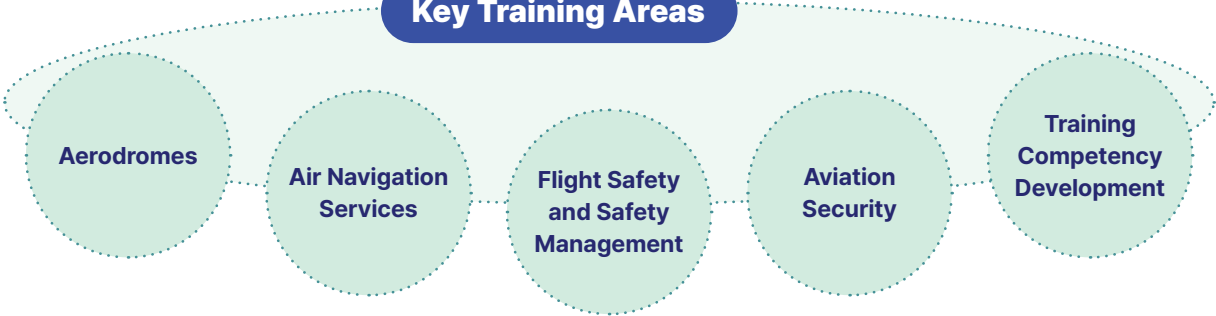 Key Training Areas
Aerodromes
Air Navigation
Services
Flight Safety
and Safety
Management
Aviation
Security
Training
Competency
Development